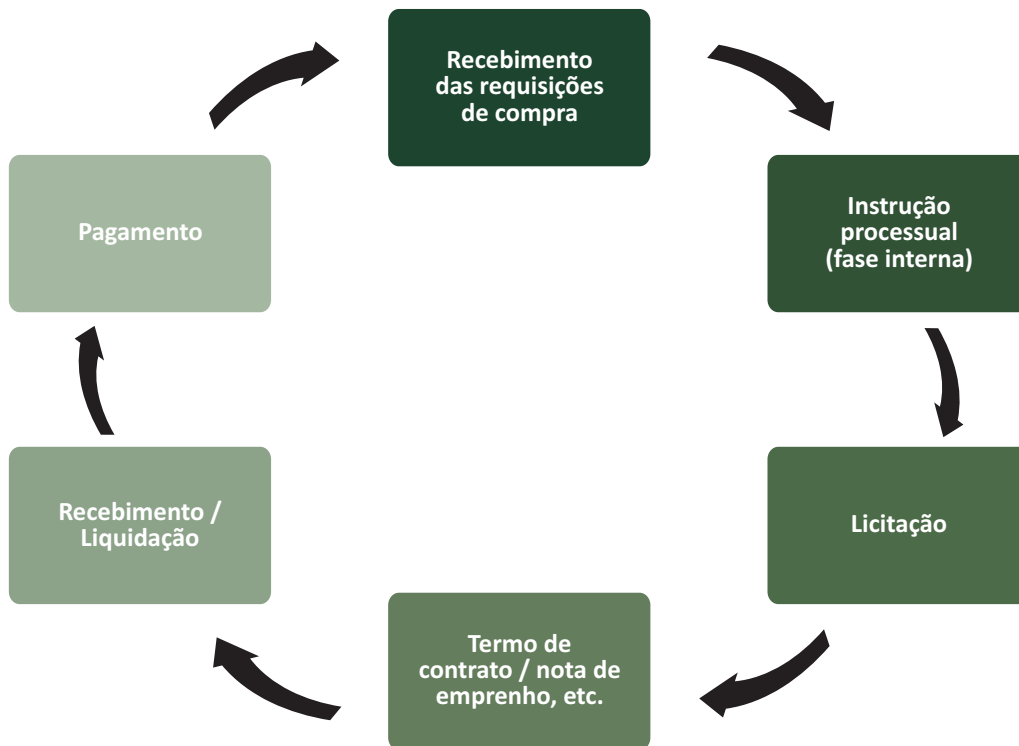 Recebimento
das requisições
de compra
Instrução
processual
(fase interna)
Licitação
Termo de
contrato / nota de
emprenho, etc.
Recebimento /
Liquidação
Pagamento